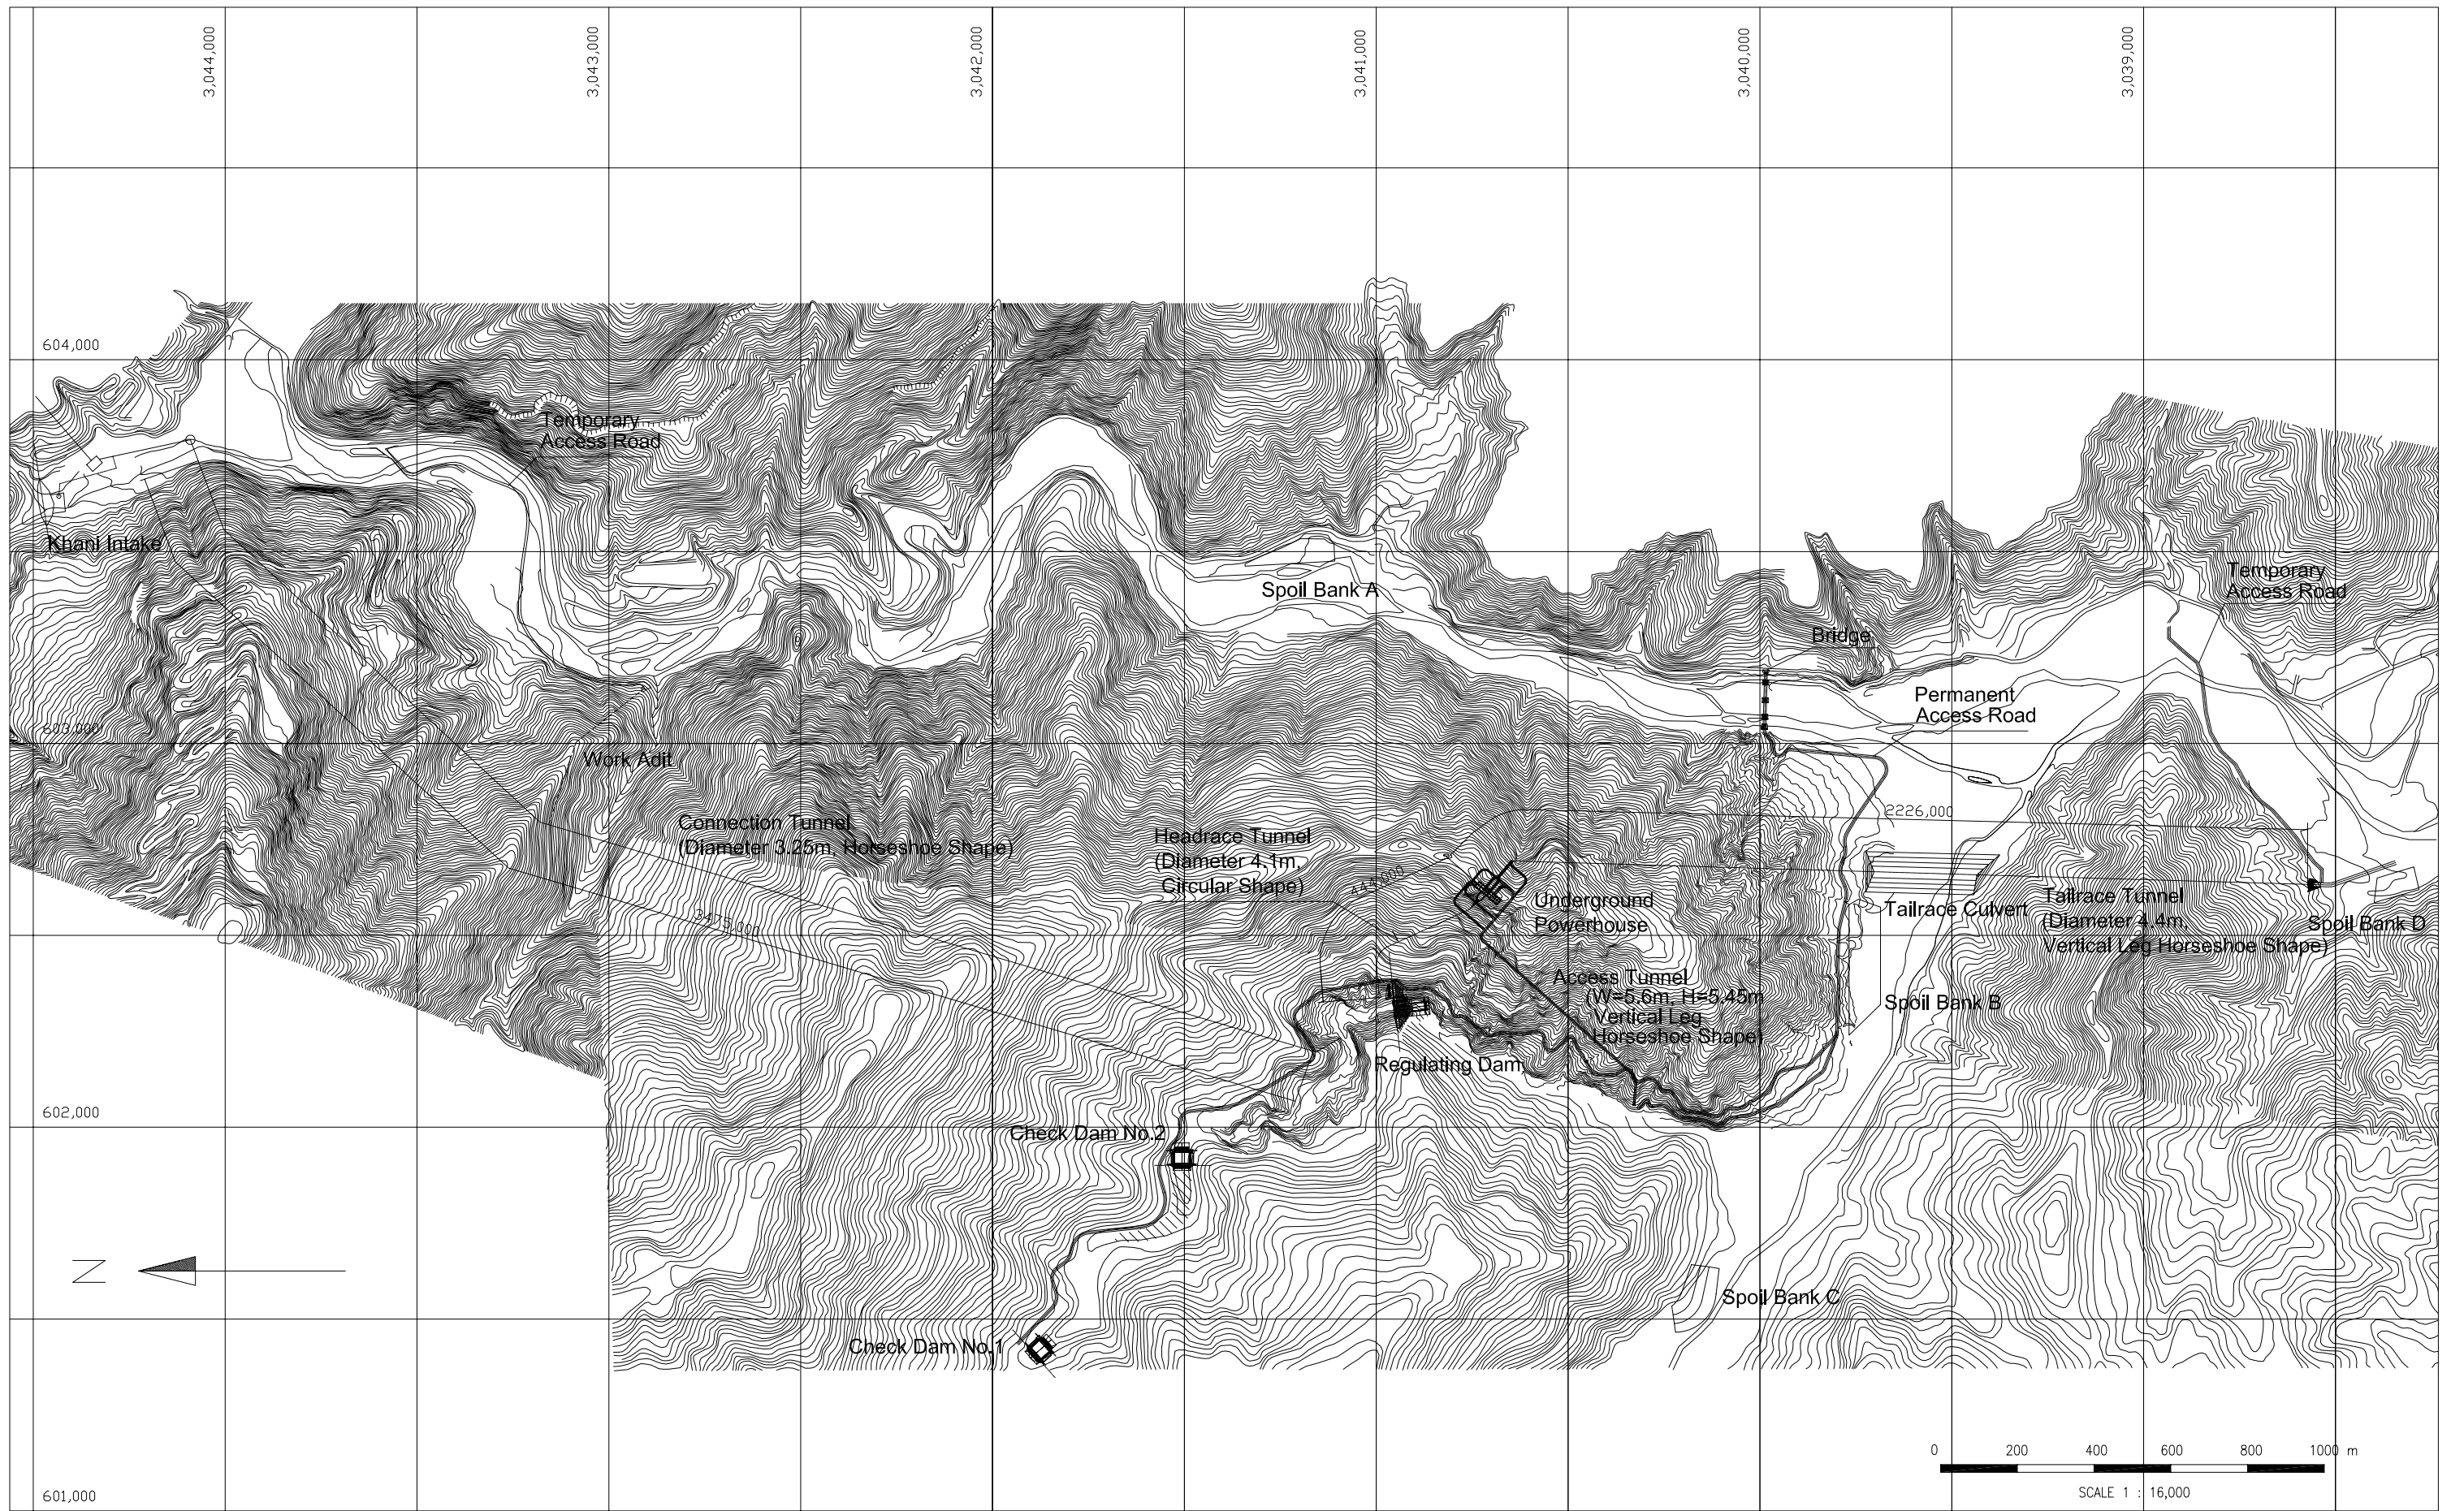 3,044,000
3,043,000
3,042,000
3,041,000
3,040,000
3,039,000
604,000
Temporary
Access Road
Khani Intake
Spoil Bank A
Temporary
Access Road
Bridge
Permanent
Access Road
603,000
Work Adit
Connection Tunnel
(Diameter 3.25m, Horseshoe Shape)
Headrace Tunnel
(Diameter 4.1m,
Circular Shape)
2226,000
444,000
3475,000
Underground
Powerhouse
Tailrace Culvert
Tailrace Tunnel
(Diameter 4.4m,
Vertical Leg Horseshoe Shape)
Spoil Bank D
Access Tunnel
(W=5.6m, H=5.45m
Vertical Leg
Horseshoe Shape)
Spoil Bank B
Regulating Dam
602,000
Check Dam No.2
N
Spoil Bank C
Check Dam No.1
0 200 400 600 800 1000 m
SCALE 1 : 16,000
601,000